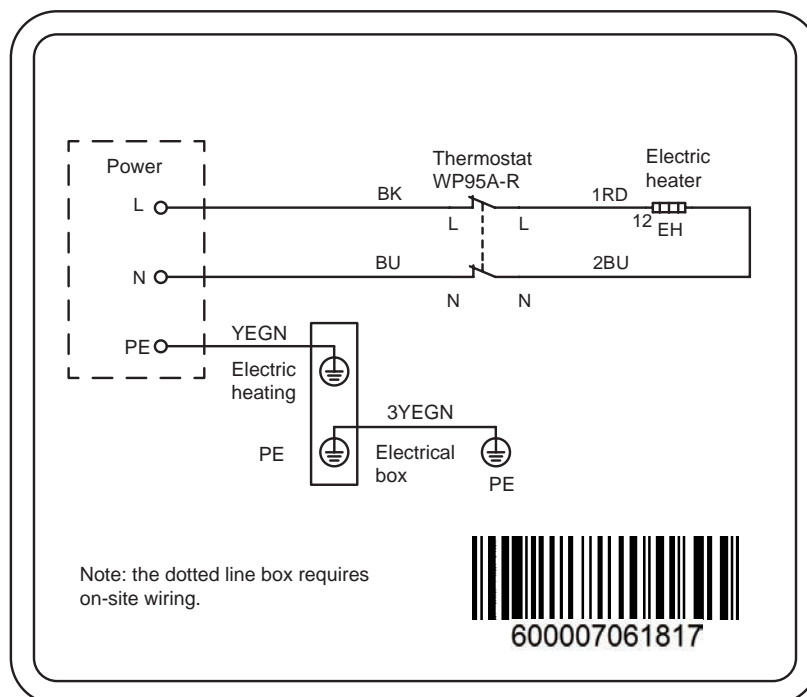 Power
Thermostat
WP95A-R
Electric
heater
L
BK
L
L
1RD
12
EH
N
BU
N
N
2BU
PE
YEGN
Electric
heating
3YEGN
PE
Electrical
box
PE
Note: the dotted line box requires
on-site wiring.
600007061817